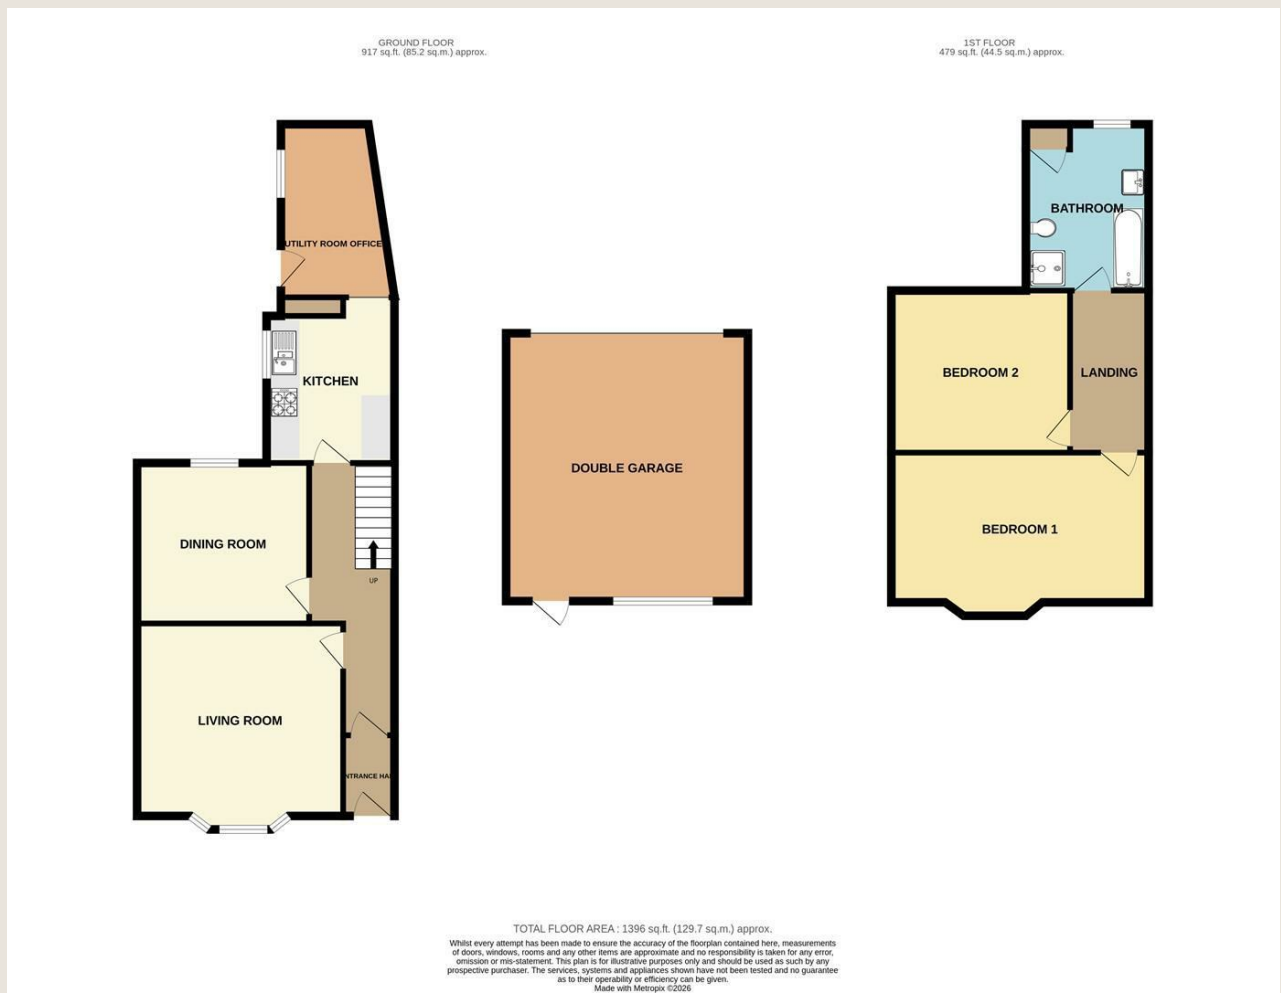 GROUND FLOOR
917 sq.ft. (85.2 sq.m.) approx.
1ST FLOOR
479 sq.ft. (44.5 sq.m.) approx.
UTILITY ROOM OFFICE
KITCHEN
DINING ROOM
UP
LIVING ROOM
NTRANCE HA
DOUBLE GARAGE
BATHROOM
BEDROOM 2
LANDING
BEDROOM 1
TOTAL FLOOR AREA : 1396 sq.ft. (129.7 sq.m.) approx.
Whilst every attempt has been made to ensure the accuracy of the floorplan contained here, measurements
of doors, windows, rooms and any other items are approximate and no responsibility is taken for any error,
omission or mis-statement. This plan is for illustrative purposes only and should be used as such by any
prospective purchaser. The services, systems and appliances shown have not been tested and no guarantee
as to their operability or efficiency can be given.
Made with Metropix ©2026